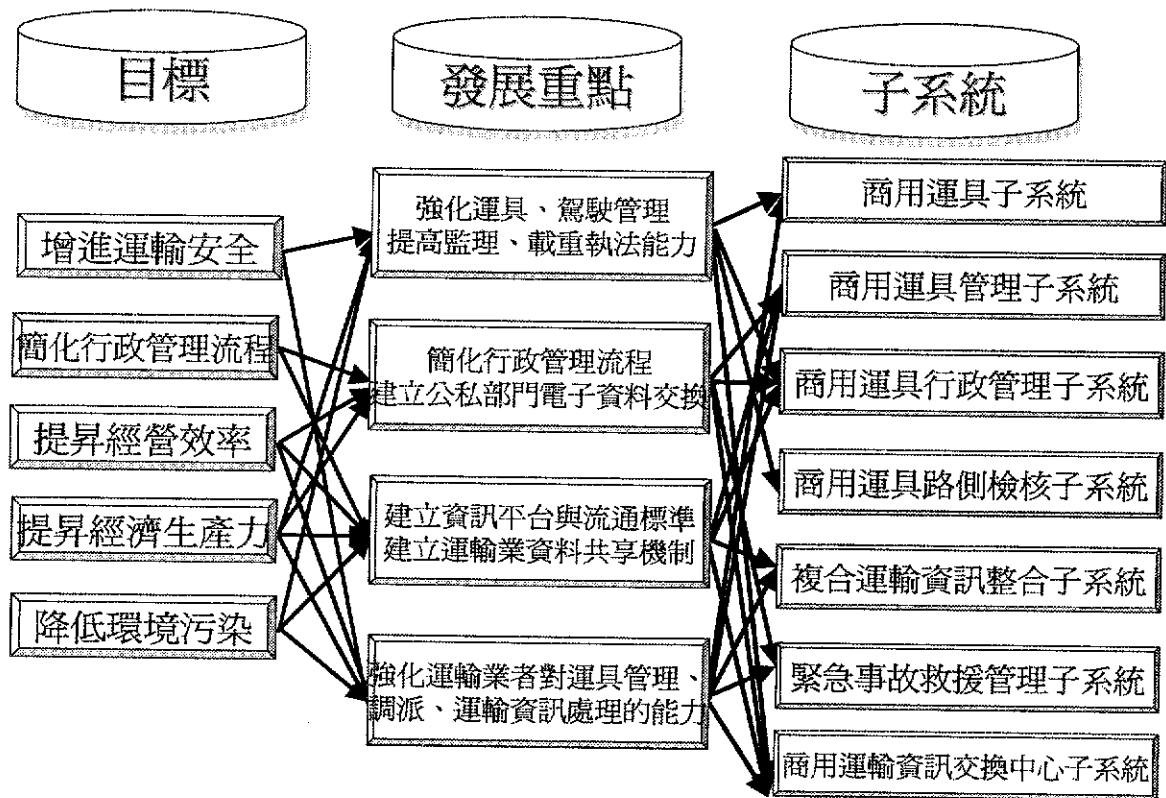 目標
發展重點
子系統
增進運輸安全
簡化行政管理流程
提昇經營效率
提昇經濟生產力
降低環境污染
強化運具、駕駛管理
提高監理、載重執法能力
簡化行政管理流程
建立公私部門電子資料交換
建立資訊平台與流通標準
建立運輸業資料共享機制
強化運輸業者對運具管理、
調派、運輸資訊處理的能力
商用運具子系統
商用運具管理子系統
商用運具行政管理子系統
商用運具路側檢核子系統
複合運輸資訊整合子系統
緊急事故救援管理子系統
商用運輸資訊交換中心子系統